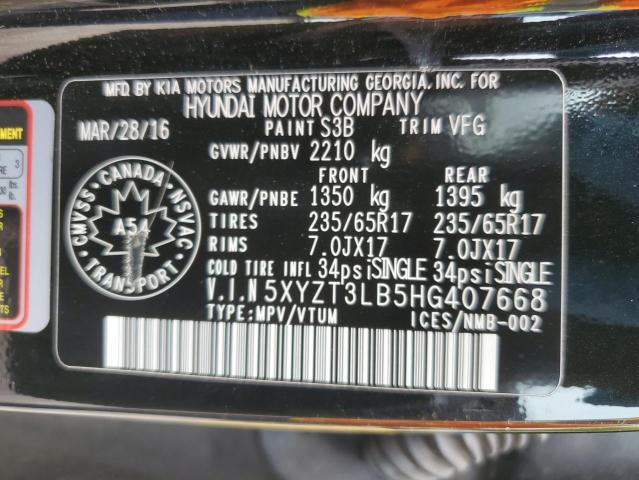 MFD BY KIA MOTORS MANUFACTURING GEORGIA, INC. FOR
HYUNDAI MOTOR COMPANY
MAR/28/16 PAINT S3B TRIM VFG
GVWR/PNBV 2210 kg
FRONT REAR
GAWR/PNBE 1350 kg 1395 kg
TIRES 235/65R17 235/65R17
RIMS 7.0JX17 7.0JX17
COLD TIRE INFL 34psiSINGLE 34psiSINGLE
V.I.N 5XYZT3LB5HG407668
TYPE:MPV/VTUM ICES/NMB-002
CMVSS CANADA NSVAC
A54
TRANSPORT
3
lb.